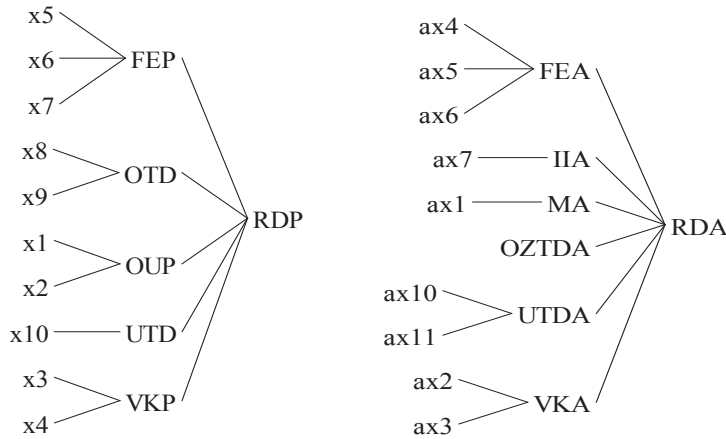 x5
x6
x7
FEP
x8
x9
OTD
x1
x2
OUP
x10
UTD
x3
x4
VKP
RDP
ax4
ax5
ax6
FEA
ax7
IIA
ax1
MA
OZTDA
ax10
ax11
UTDA
ax2
ax3
VKA
RDA